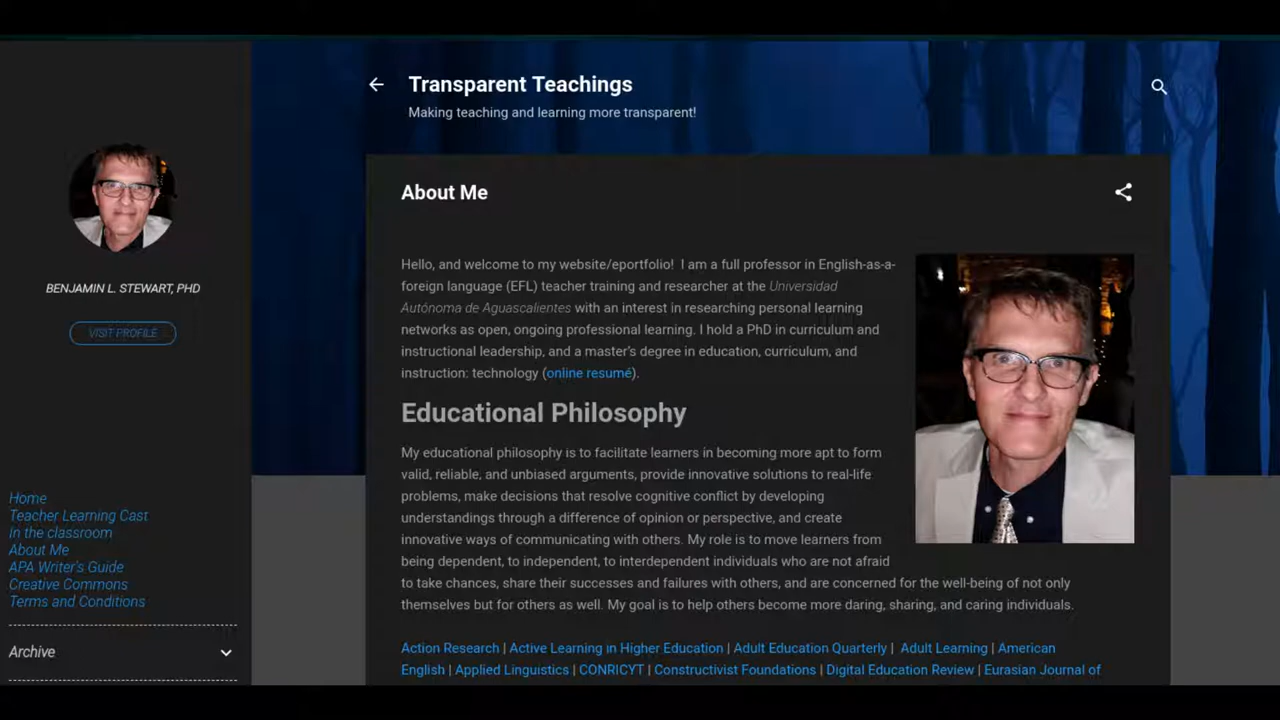 Transparent Teachings
Making teaching and learning more transparent!
BENJAMIN L. STEWART, PHD
VISIT PROFILE
Home
Teacher Learning Cast
In the classroom
About Me
APA Writer's Guide
Creative Commons
Terms and Conditions
Archive
About Me
Hello, and welcome to my website/eportfolio!  I am a full professor in English-as-a-
foreign language (EFL) teacher training and researcher at the Universidad
Autónoma de Aguascalientes with an interest in researching personal learning
networks as open, ongoing professional learning. I hold a PhD in curriculum and
instructional leadership, and a master's degree in education, curriculum, and
instruction: technology (online resumé).
Educational Philosophy
My educational philosophy is to facilitate learners in becoming more apt to form
valid, reliable, and unbiased arguments, provide innovative solutions to real-life
problems, make decisions that resolve cognitive conflict by developing
understandings through a difference of opinion or perspective, and create
innovative ways of communicating with others. My role is to move learners from
being dependent, to independent, to interdependent individuals who are not afraid
to take chances, share their successes and failures with others, and are concerned for the well-being of not only
themselves but for others as well. My goal is to help others become more daring, sharing, and caring individuals.
Action Research | Active Learning in Higher Education | Adult Education Quarterly |  Adult Learning | American
English | Applied Linguistics | CONRICYT | Constructivist Foundations | Digital Education Review | Eurasian Journal of